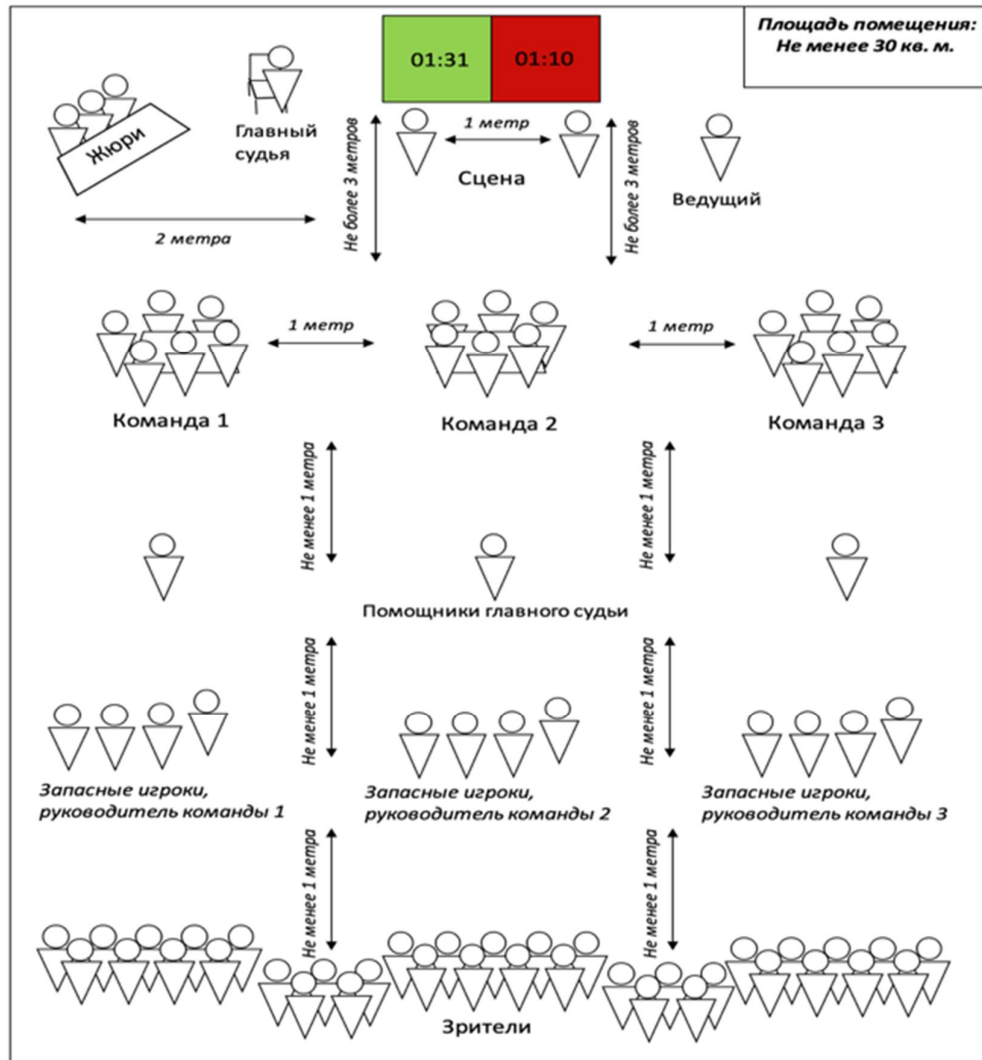 Площадь помещения:
Не менее 30 кв. м.
01:31
01:10
Жюри
Главный
судья
1 метр
Сцена
Ведущий
2 метра
Не более 3 метров
Не более 3 метров
1 метр
1 метр
Команда 1
Команда 2
Команда 3
Не менее 1 метра
Не менее 1 метра
Помощники главного судьи
Не менее 1 метра
Не менее 1 метра
Запасные игроки,
руководитель команды 1
Запасные игроки,
руководитель команды 2
Запасные игроки,
руководитель команды 3
Не менее 1 метра
Не менее 1 метра
Зрители